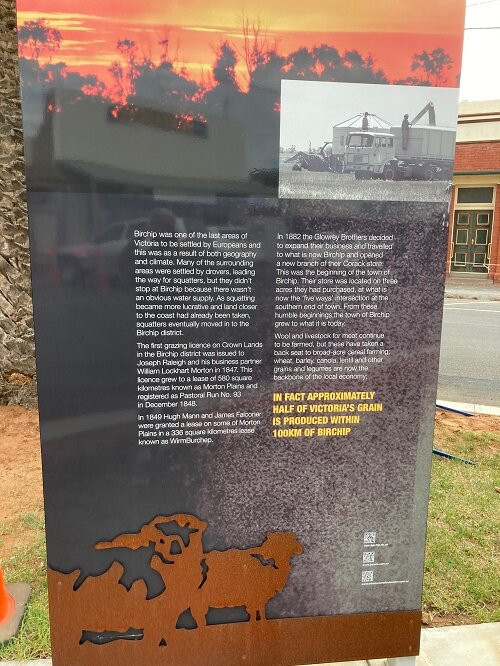 Birchip was one of the last areas of
Victoria to be settled by Europeans and
this was as a result of both geography
and climate. Many of the surrounding
areas were settled by drovers, leading
the way for squatters, but they didn't
stop at Birchip because there wasn't
an obvious water supply. As squatting
became more lucrative and land closer
to the coast had already been taken,
squatters eventually moved in to the
Birchip district.
The first grazing licence on Crown Lands
in the Birchip district was issued to
Joseph Raleigh and his business partner
William Lockhart Morton in 1847. This
licence grew to a lease of 560 square
kilometres known as Morton Plains and
registered as Pastoral Run No. 93
in December 1848.
In 1849 Hugh Mann and James Falconer
were granted a lease on some of Morton
Plains in a 336 square kilometres lease
known as WirmBurchep.
In 1882 the Glowrey Brothers decided
to expand their business and travelled
to what is now Birchip and opened
a new branch of their Corack store.
This was the beginning of the town of
Birchip. Their store was located on three
acres they had purchased, at what is
now the 'five ways' intersection at the
southern end of town. From these
humble beginnings the town of Birchip
grew to what it is today.
Wool and livestock for meat continue
to be farmed, but these have taken a
back seat to broad-acre cereal farming;
wheat, barley, canola, lentil and other
grains and legumes are now the
backbone of the local economy.
IN FACT APPROXIMATELY
HALF OF VICTORIA'S GRAIN
IS PRODUCED WITHIN
100KM OF BIRCHIP